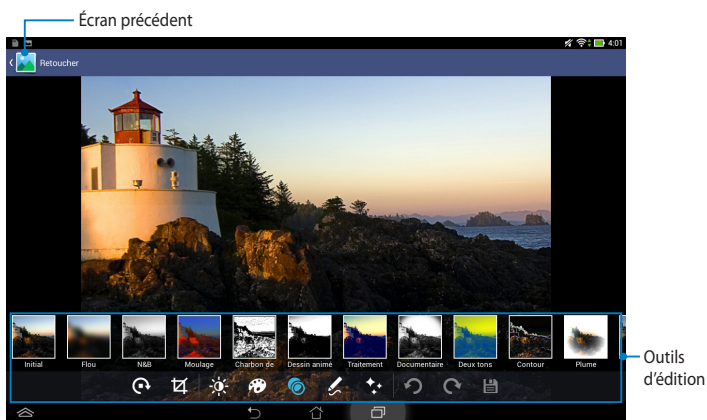 Écran précédent
4:01
Retoucher
Initial
Flou
N&B
Moulage
Charbon de
Dessin animé
Traitement
Documentaire
Deux tons
Contour
Plume
Outils
d'édition